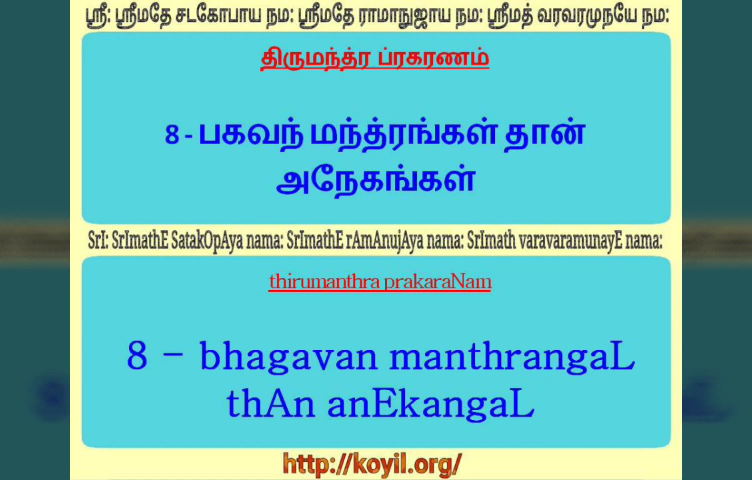 ஸ்ரீ: ஸ்ரீமதே சடகோபாய நம: ஸ்ரீமதே ராமாநுஜாய நம: ஸ்ரீமத் வரவரமுநயே நம:
திருமந்த்ர ப்ரகரணம்
8 - பகவந் மந்த்ரங்கள் தான்
அநேகங்கள்
SrI: SrImathE SatakOpAya nama: SrImathE rAmAnujAya nama: SrImath varavaramunayE nama:
thirumanthra prakaraNam
8 - bhagavan manthrangaL
thAn anEkangaL
http://koyil.org/